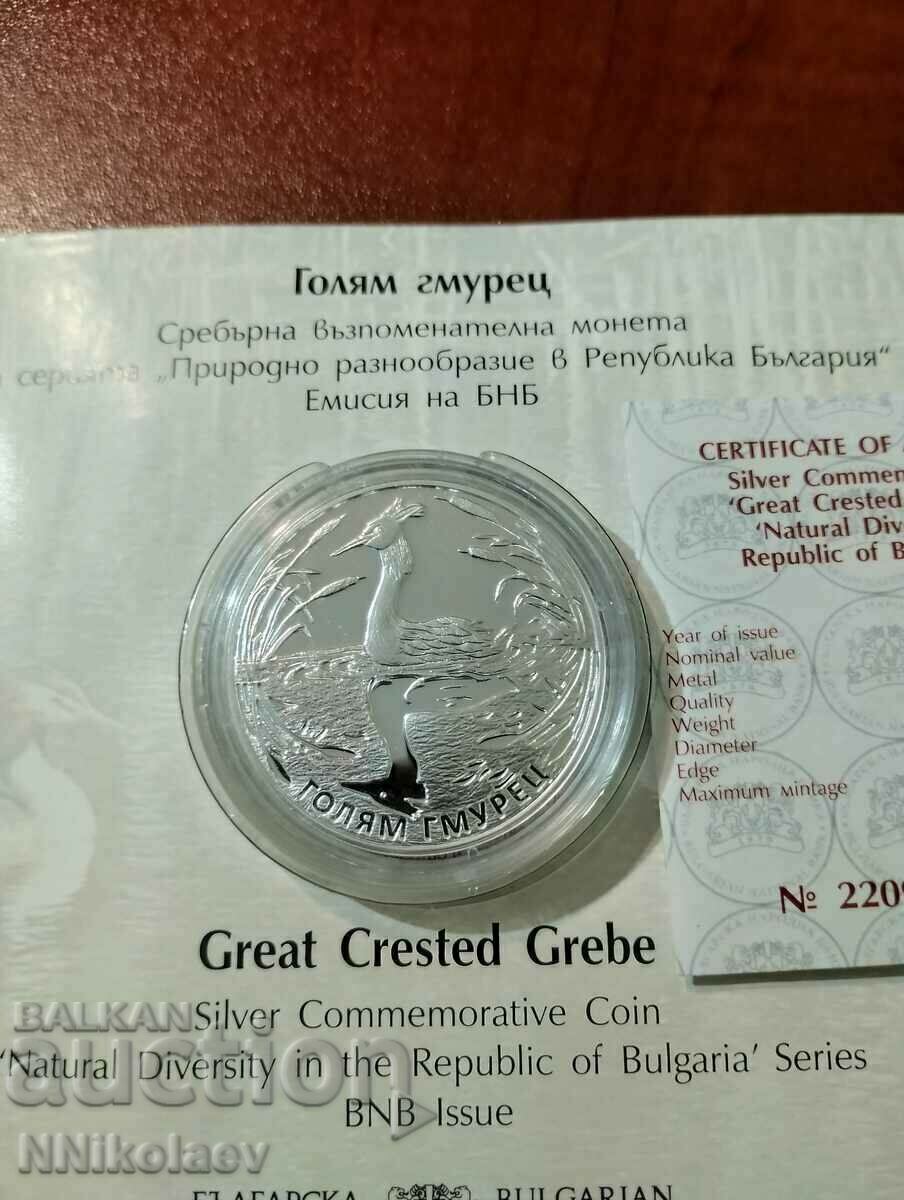 Голям гмурец
Сребърна възпоменателна монета
серията „Природно разнообразие в Република България“
Емисия на БНБ
CERTIFICATE OF
Silver Commem
‘Great Crested
‘Natural Div
Republic of B
Year of issue
Nominal value
Metal
Quality
Weight
Diameter
Edge
Maximum mintage
№ 2209
ГОЛЯМ ГМУРЕЦ
Great Crested Grebe
Silver Commemorative Coin
‘Natural Diversity in the Republic of Bulgaria’ Series
BNB Issue
BALKAN
auction
NNikolaev
БЪЛГАРСКА BULGARIAN